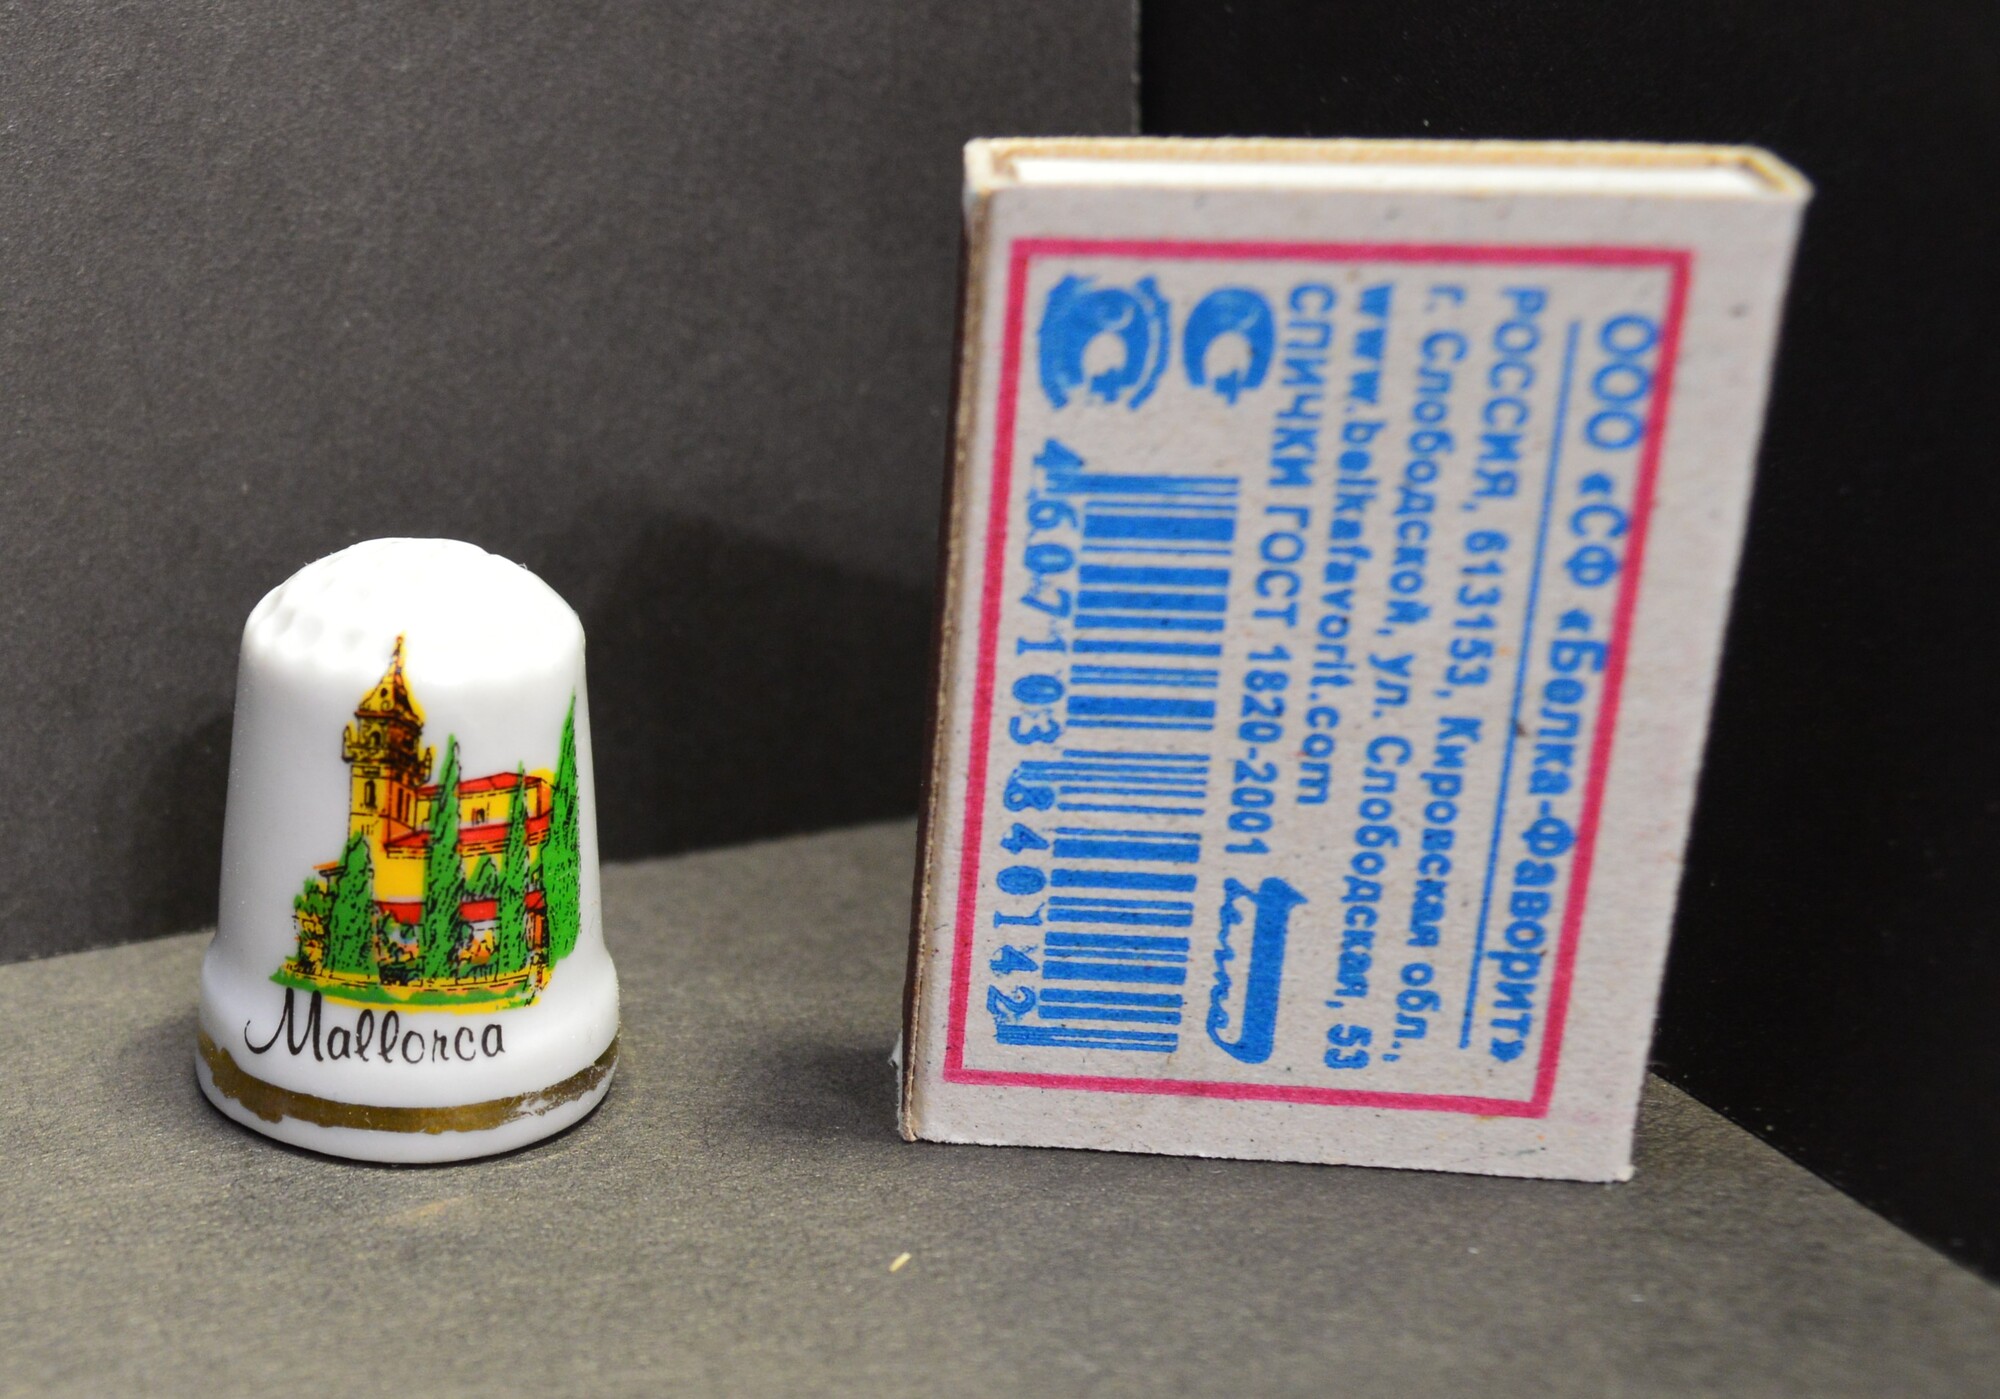 Mallorca
ООО «СФ «Белка-Фаворит»
РОССИЯ, 613153, Кировская обл.,
г. Слободской, ул. Слободская, 53
www.belkafavorit.com
СПИЧКИ ГОСТ 1820-2001
4 607103 840142